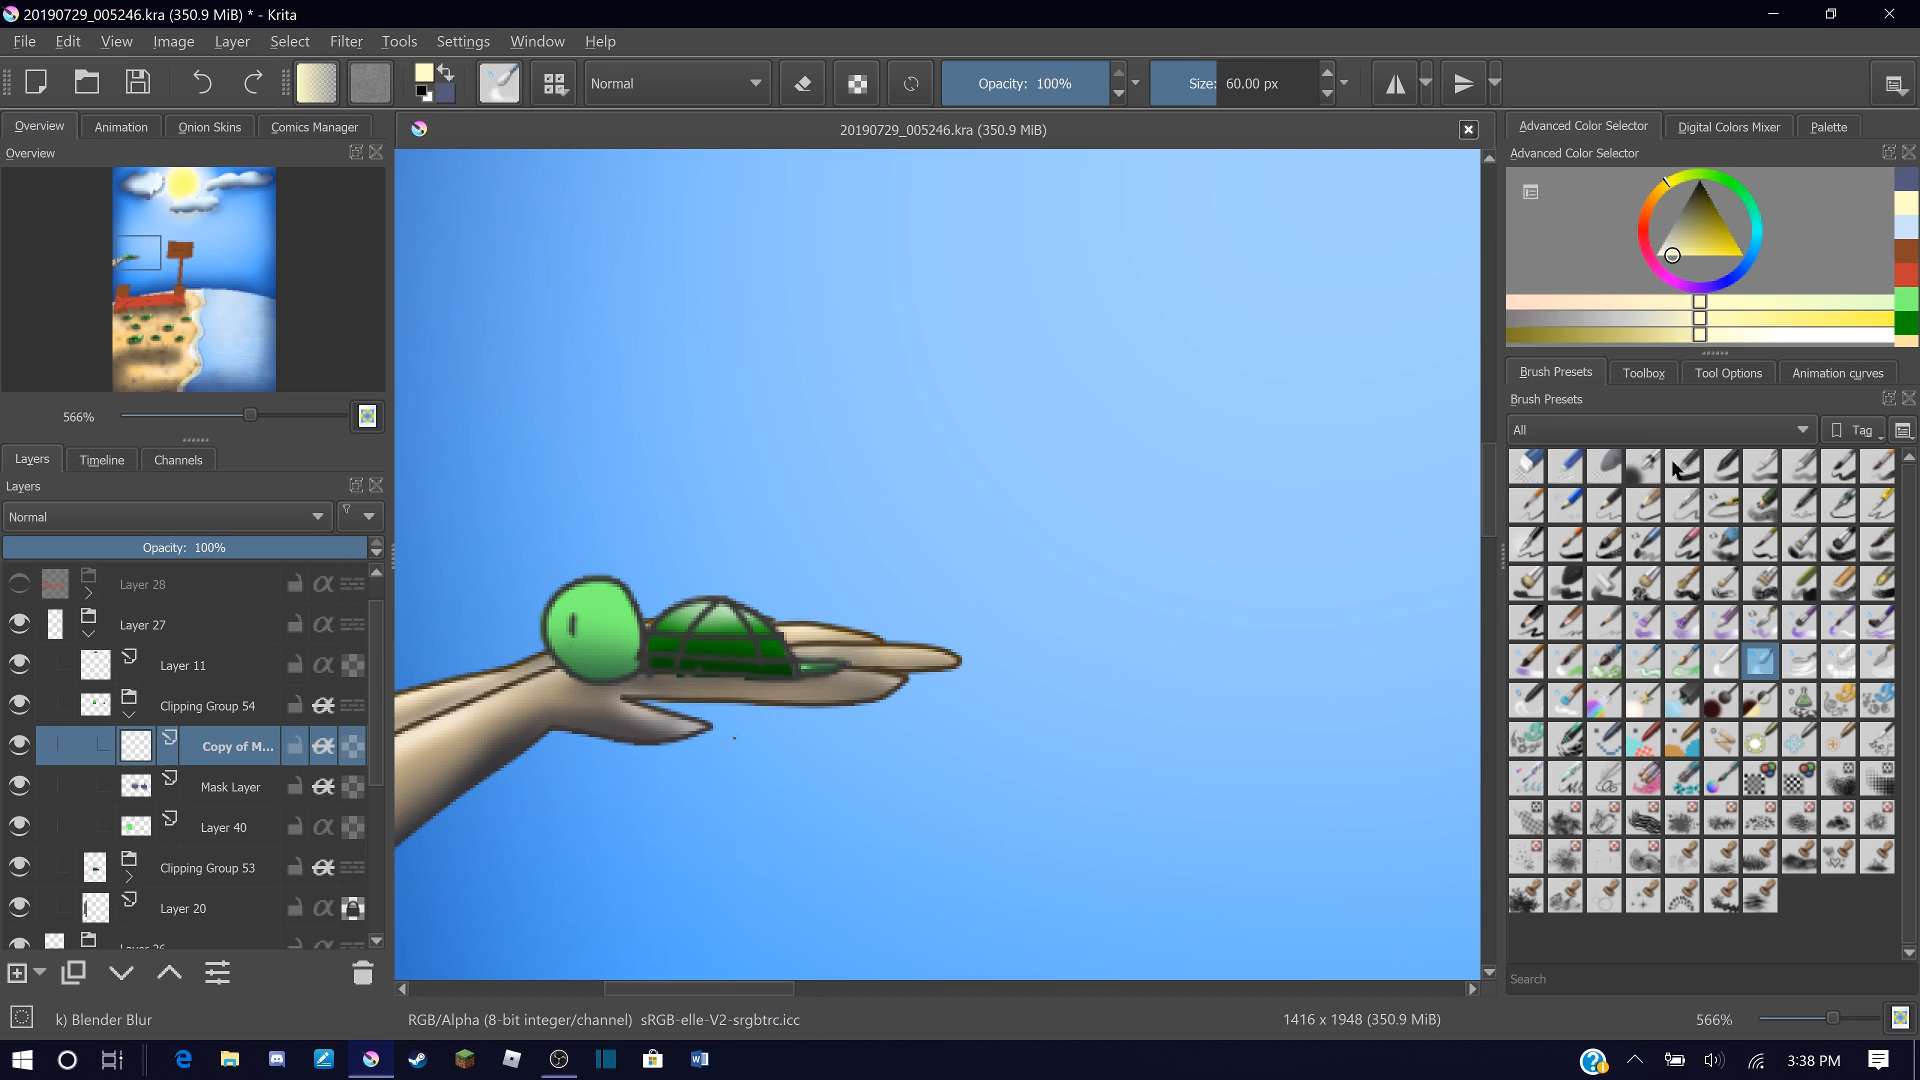 20190729_005246.kra (350.9 MiB) * - Krita
File Edit View Image Layer Select Filter Tools Settings Window Help
Normal Opacity: 100% Size: 60.00 px
Overview Animation Onion Skins Comics Manager
20190729_005246.kra (350.9 MiB)
Advanced Color Selector Digital Colors Mixer Palette
Overview
Advanced Color Selector
Brush Presets Toolbox Tool Options Animation curves
Brush Presets
566%
All Tag
Layers Timeline Channels
Layers
Normal
Opacity: 100%
Layer 28
Layer 27
Layer 11
Clipping Group 54
Copy of M...
Mask Layer
Layer 40
Clipping Group 53
Layer 20
Layer 26
Search
k) Blender Blur
RGB/Alpha (8-bit integer/channel) sRGB-elle-V2-srgbtrc.icc
1416 x 1948 (350.9 MiB)
566%
3:38 PM